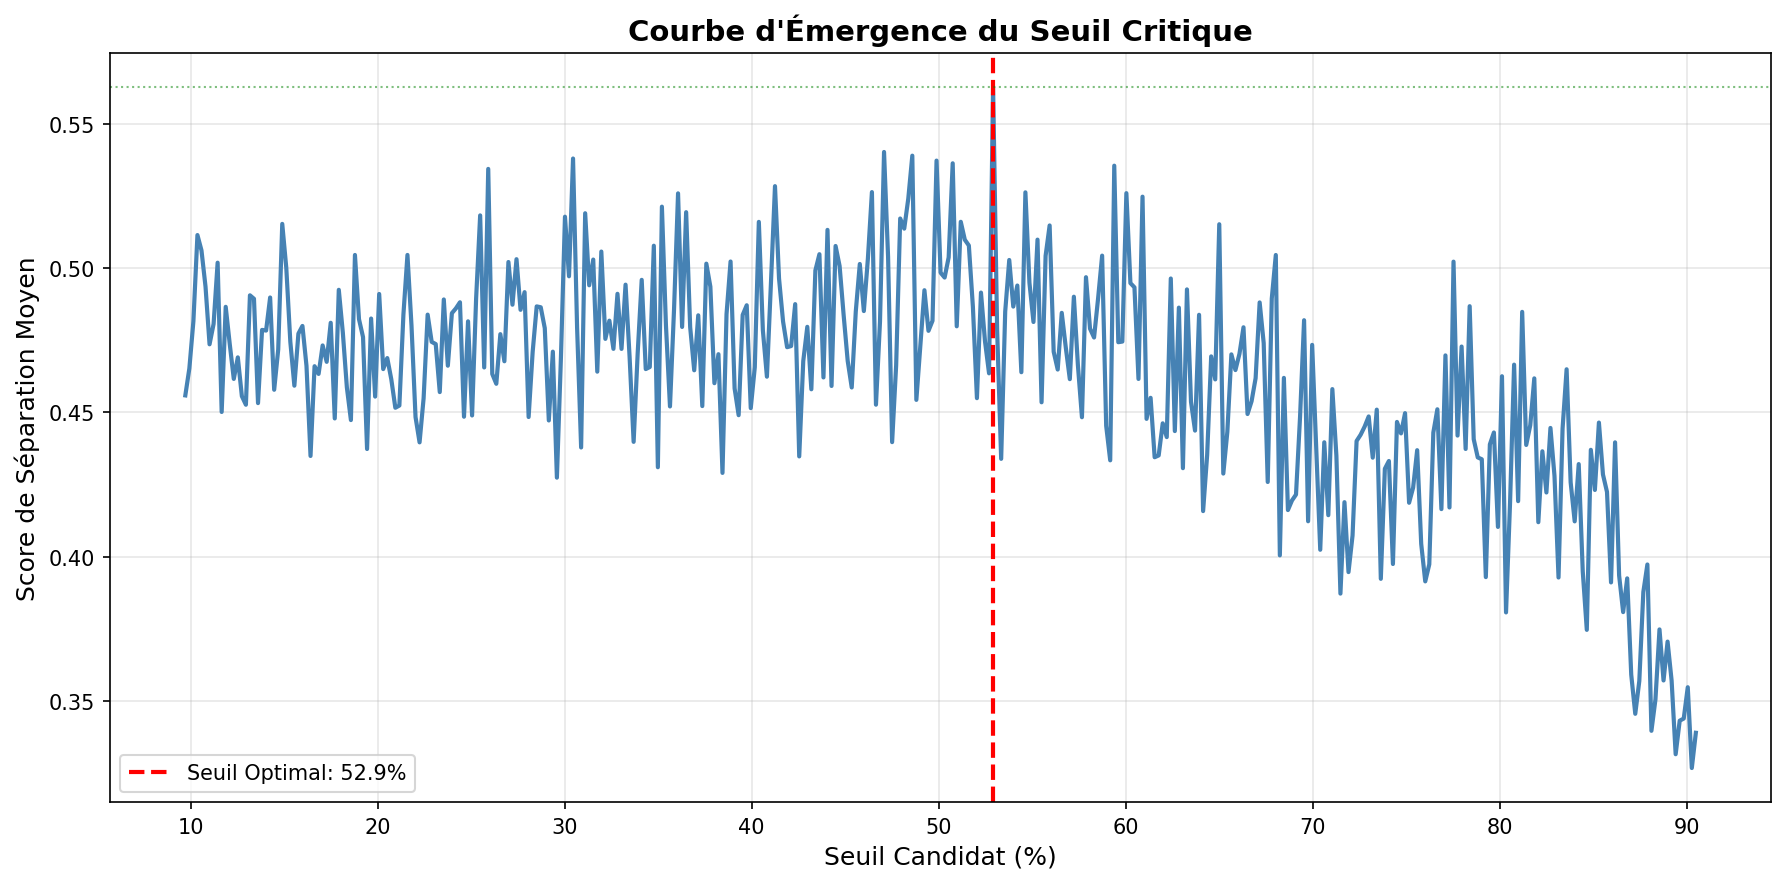 Courbe d'Émergence du Seuil Critique
Score de Séparation Moyen
0.55
0.50
0.45
0.40
0.35
Seuil Optimal: 52.9%
10 20 30 40 50 60 70 80 90
Seuil Candidat (%)